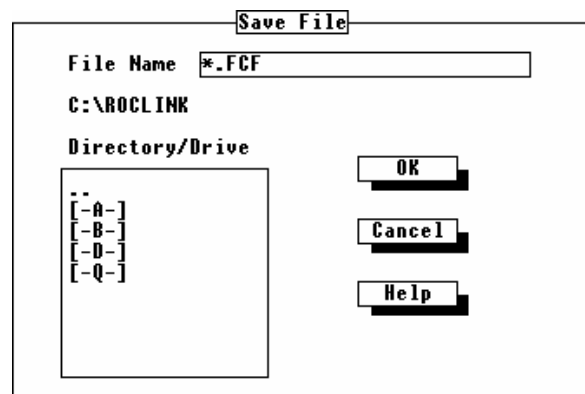 Save File
File Name *.FCF
C:\ROCLINK
Directory/Drive
OK
..
[-A-]
[-B-]
Cancel
[-D-]
[-Q-]
Help